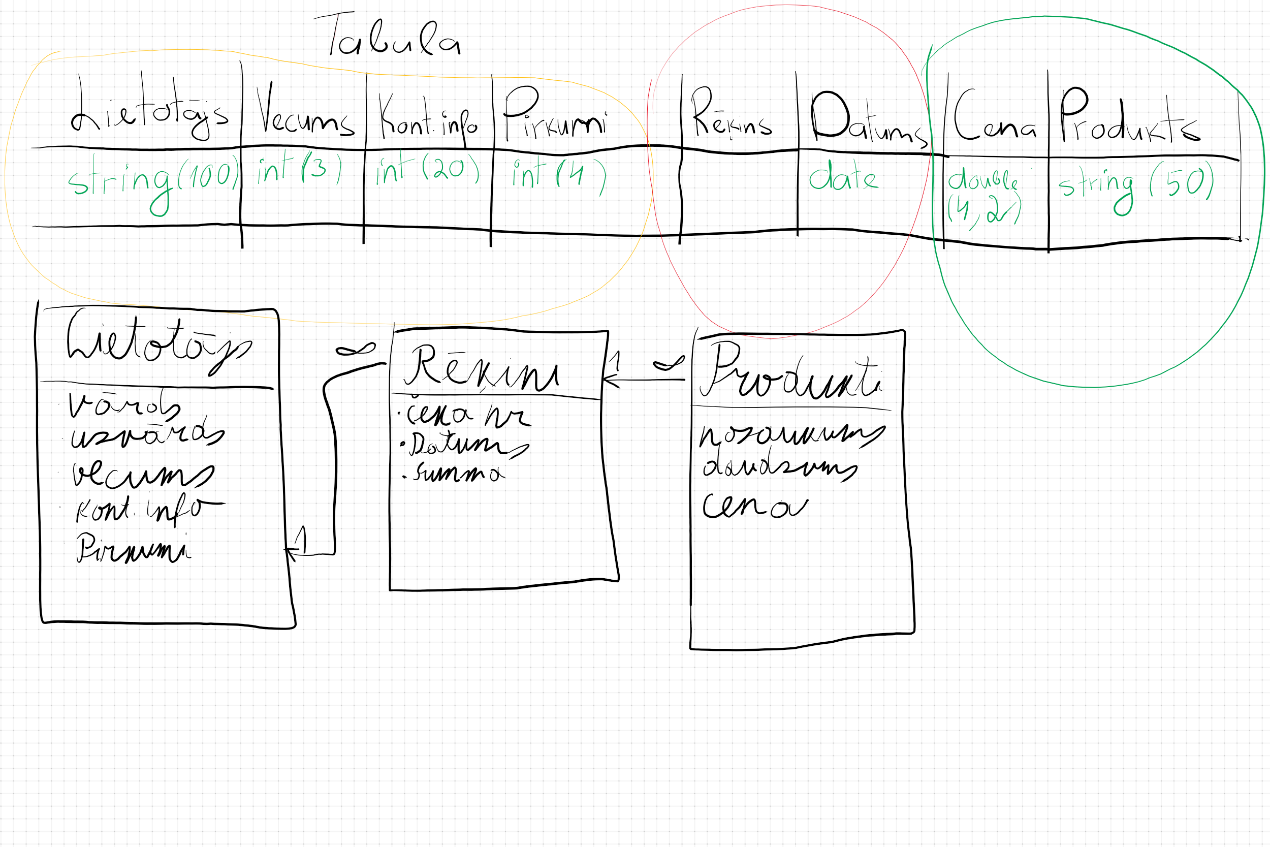 Tabula
Lietotājs Vecums Kont.info Pirkumi Rēķins Datums Cena Produkts
string(100) int(3) int(20) int(4) date double (4,2) string (50)
Lietotājs
vārds
uzvārds
vecums
kont.info
Pirkumi
∞
1
Rēķini
· čeka nr
· Datums
· summa
1
∞
Produkti
nosaukums
daudzums
cena